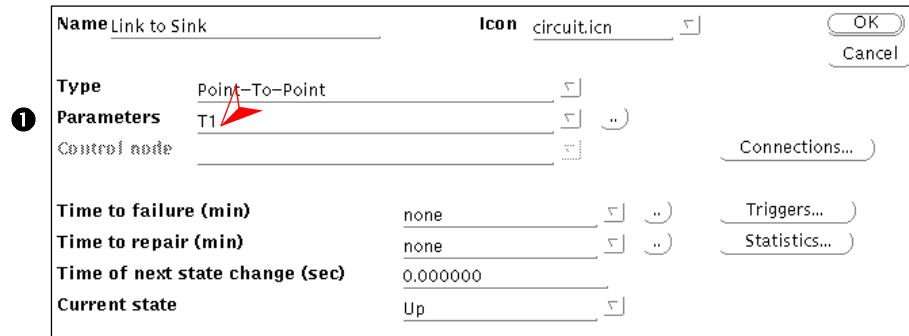 Name Link to Sink Icon circuit.icn OK
Cancel
Type Point-To-Point
1 Parameters T1 ..
Control node Connections...
Time to failure (min) none .. Triggers...
Time to repair (min) none .. Statistics...
Time of next state change (sec) 0.000000
Current state Up